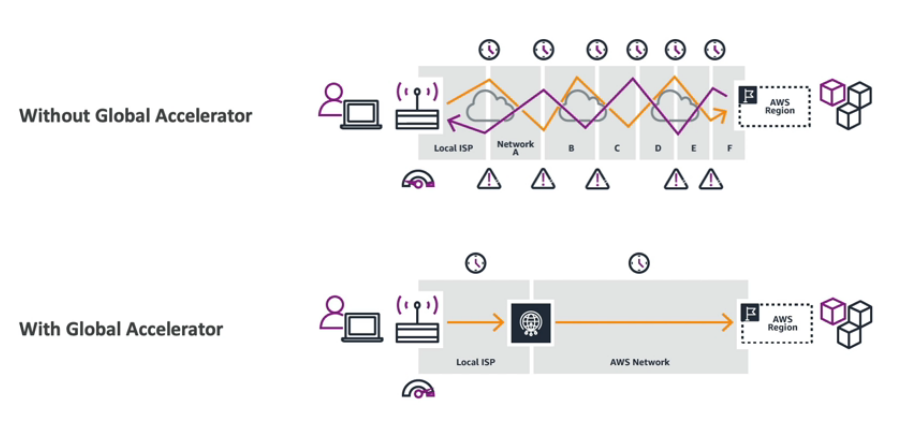 Without Global Accelerator
AWS
Region
Local ISP
Network
A
B
C
D
E
F
With Global Accelerator
AWS
Region
Local ISP
AWS Network